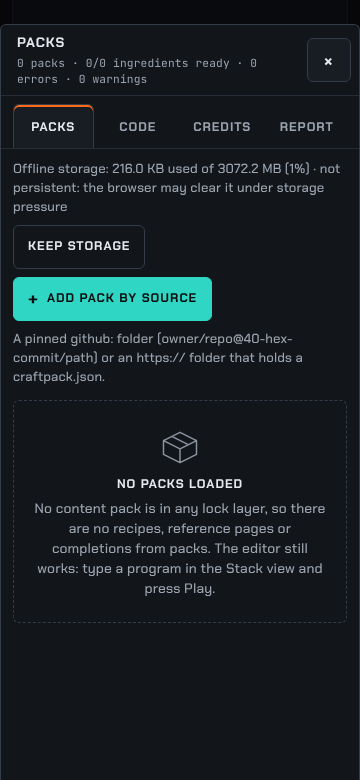 PACKS
0 packs · 0/0 ingredients ready · 0
errors · 0 warnings
×
PACKS
CODE
CREDITS
REPORT
Offline storage: 216.0 KB used of 3072.2 MB (1%) · not
persistent: the browser may clear it under storage
pressure
KEEP STORAGE
+ ADD PACK BY SOURCE
A pinned github: folder (owner/repo@40-hex-
commit/path) or an https:// folder that holds a
craftpack.json.
NO PACKS LOADED
No content pack is in any lock layer, so there
are no recipes, reference pages or
completions from packs. The editor still
works: type a program in the Stack view and
press Play.